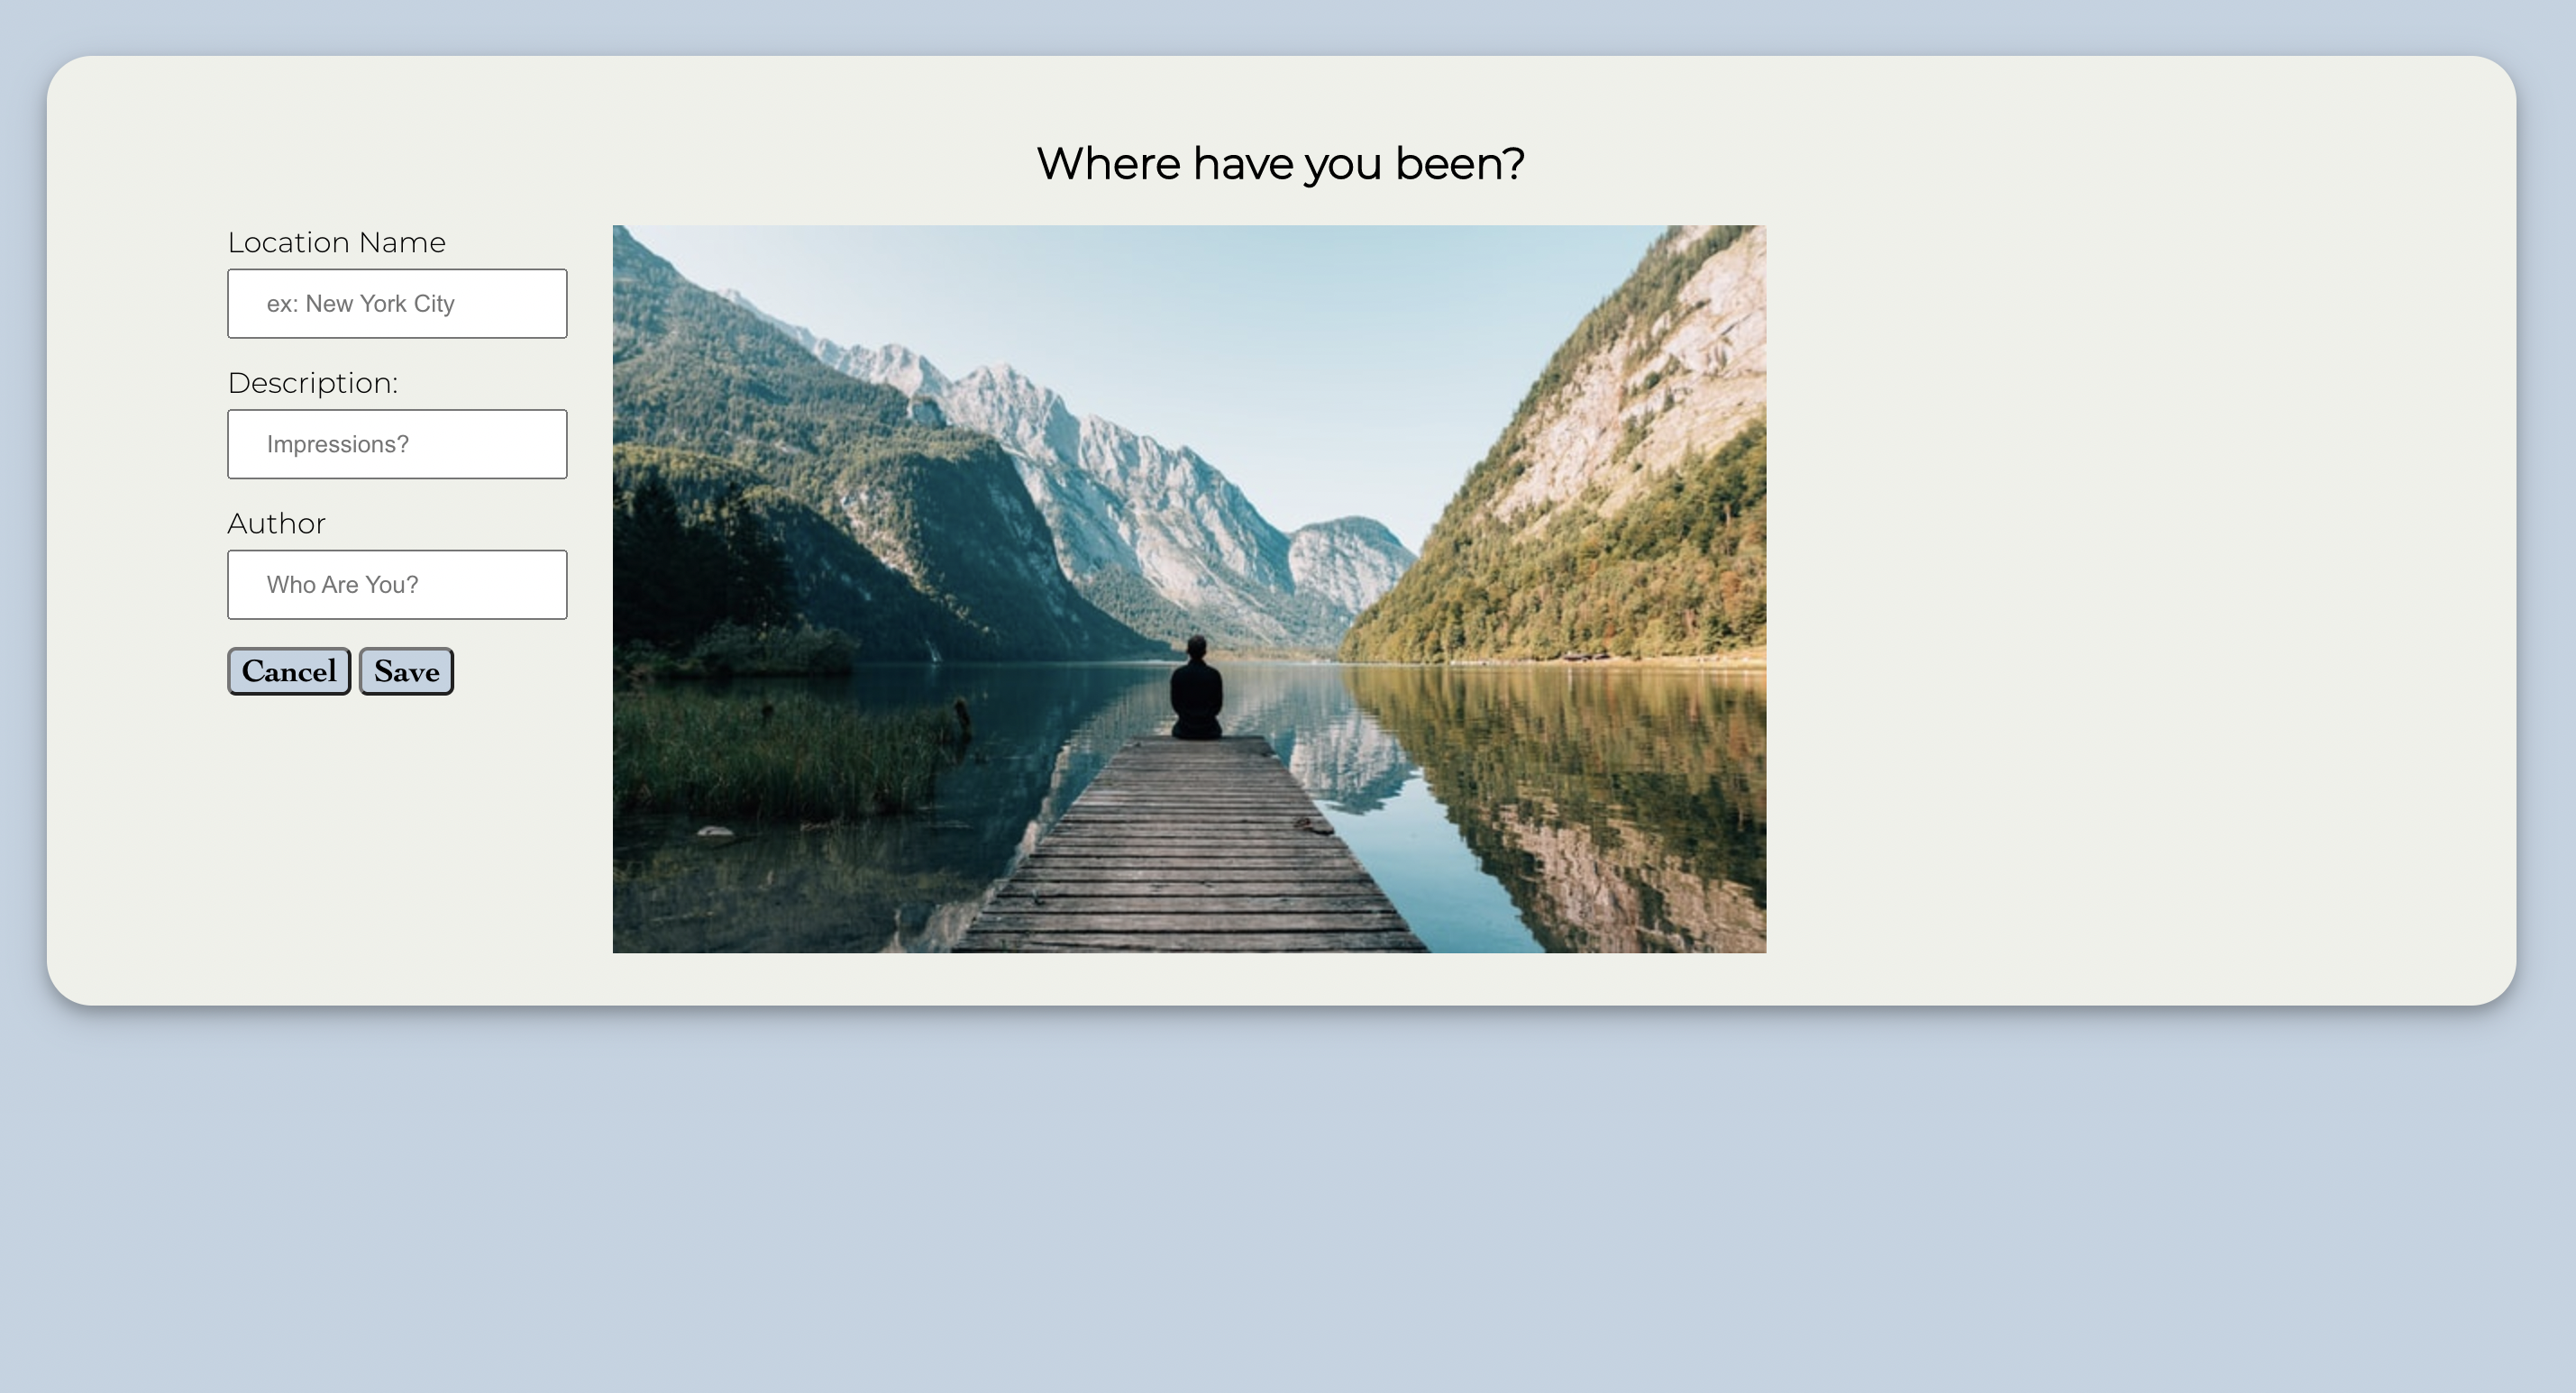 Where have you been?
Location Name
ex: New York City
Description:
Impressions?
Author
Who Are You?
Cancel Save